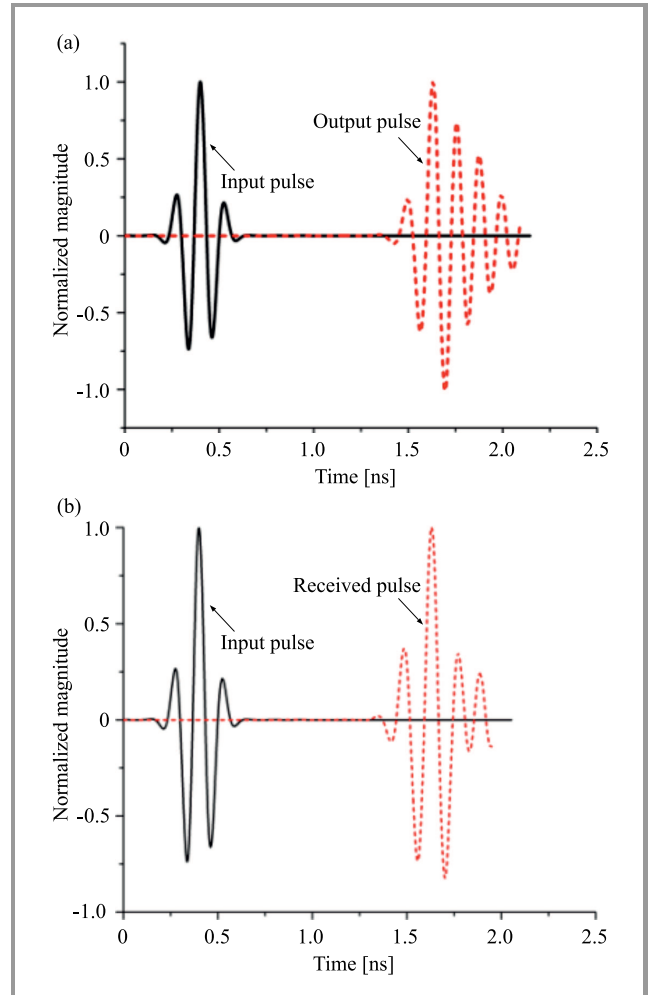 (a)
1.0
Output pulse
Input pulse
0.5
0
-0.5
-1.0
Normalized magnitude
0 0.5 1.0 1.5 2.0 2.5
Time [ns]
(b)
1.0
Received pulse
Input pulse
0.5
0
-0.5
-1.0
Normalized magnitude
0 0.5 1.0 1.5 2.0 2.5
Time [ns]